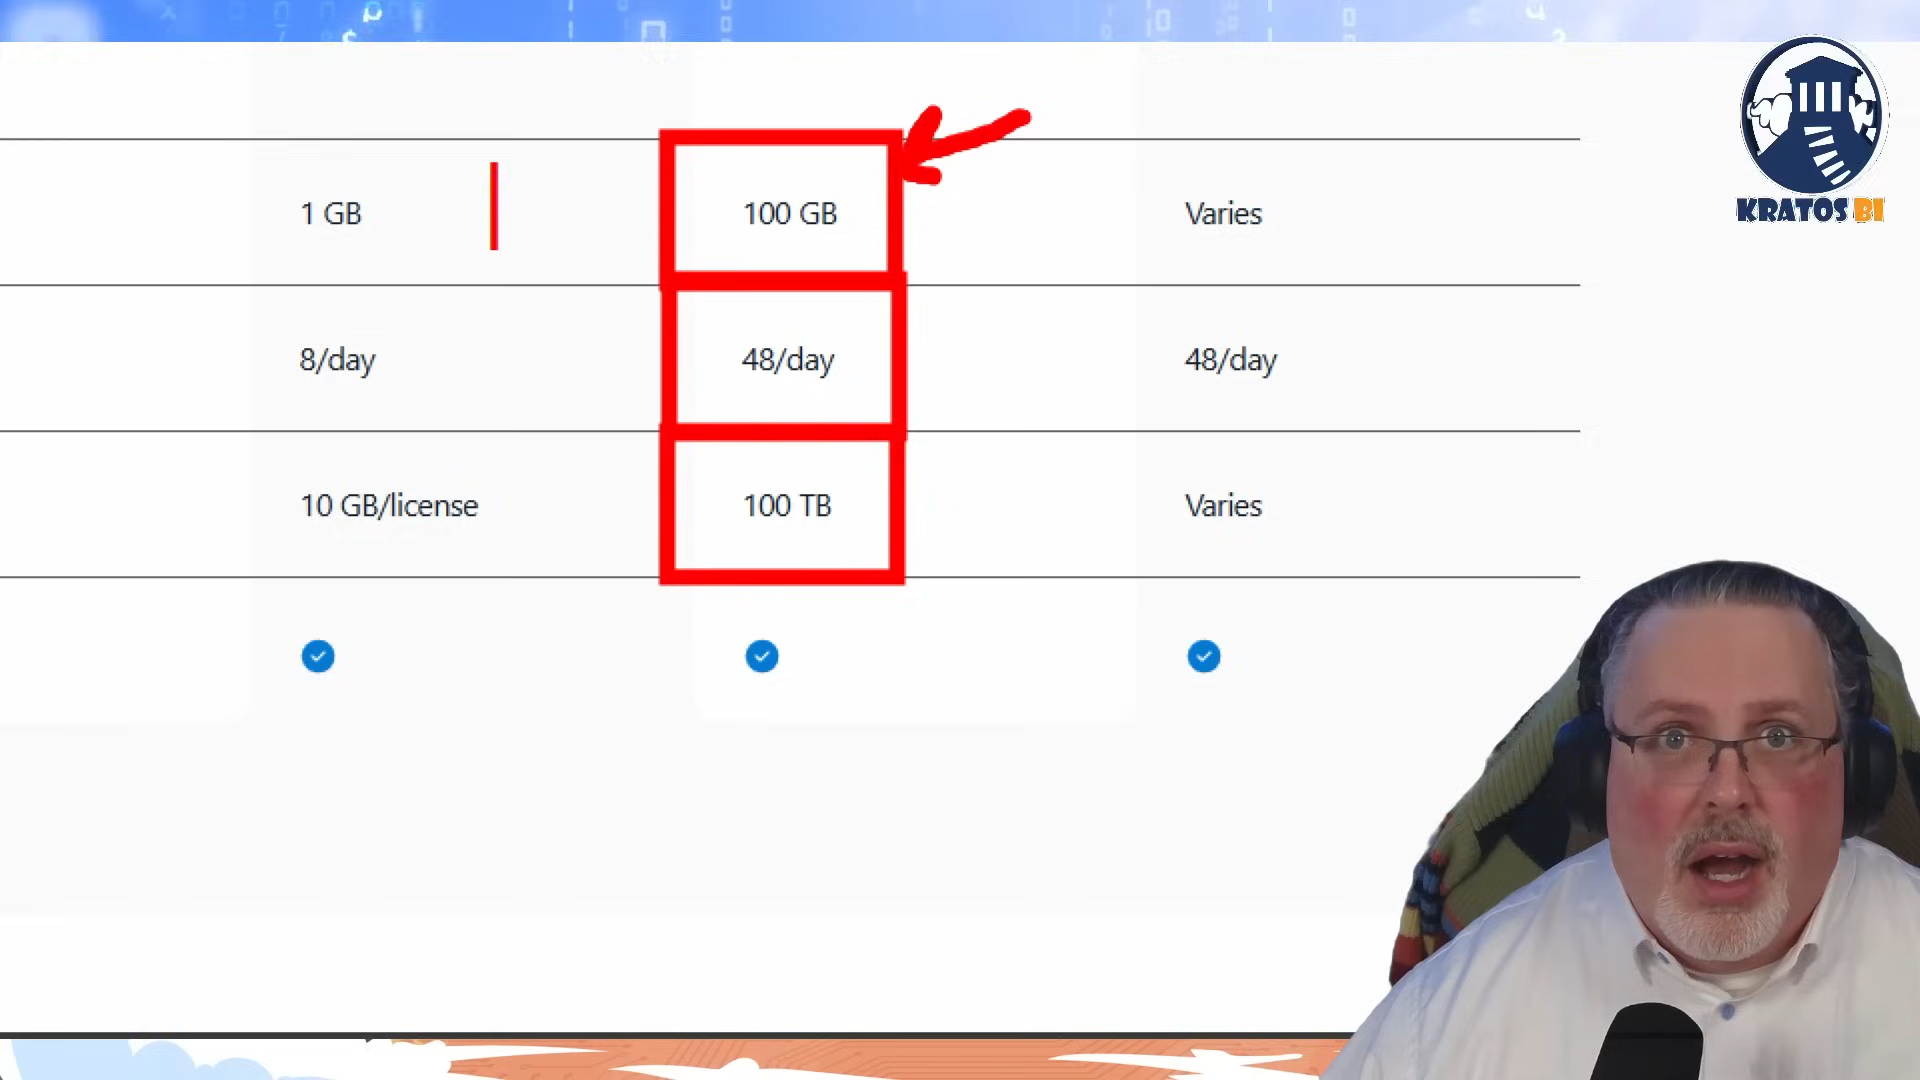 1 GB 100 GB Varies
8/day 48/day 48/day
10 GB/license 100 TB Varies
KRATOS BI